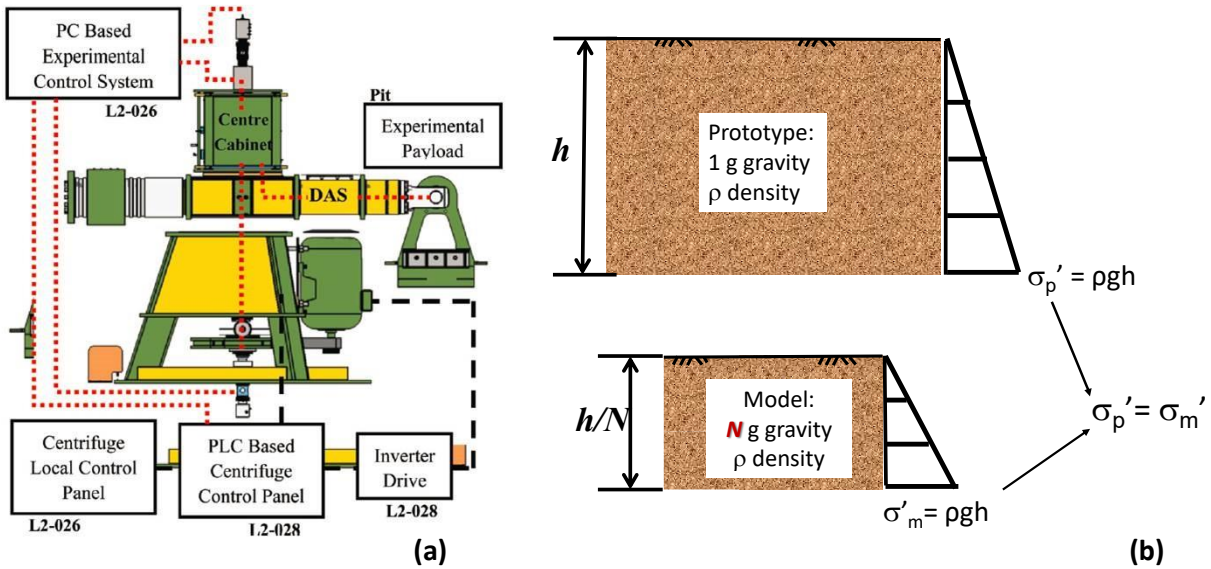 PC Based
Experimental
Control System
L2-026
Centre
Cabinet
Pit
Experimental
Payload
DAS
Centrifuge
Local Control
Panel
L2-026
PLC Based
Centrifuge
Control Panel
L2-028
Inverter
Drive
L2-028
(a)
h
Prototype:
1 g gravity
ρ density
σp' = ρgh
h/N
Model:
N g gravity
ρ density
σ'm= ρgh
σp'= σm'
(b)